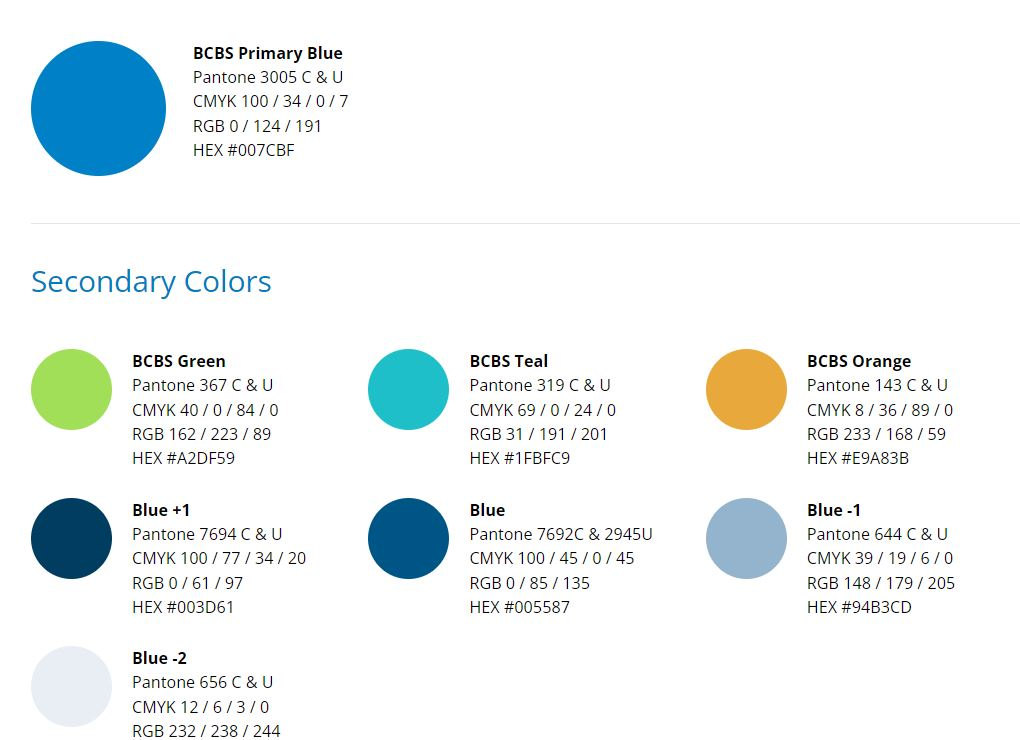 BCBS Primary Blue
Pantone 3005 C & U
CMYK 100 / 34 / 0 / 7
RGB 0 / 124 / 191
HEX #007CBF
Secondary Colors
BCBS Green
Pantone 367 C & U
CMYK 40 / 0 / 84 / 0
RGB 162 / 223 / 89
HEX #A2DF59
BCBS Teal
Pantone 319 C & U
CMYK 69 / 0 / 24 / 0
RGB 31 / 191 / 201
HEX #1FBFC9
BCBS Orange
Pantone 143 C & U
CMYK 8 / 36 / 89 / 0
RGB 233 / 168 / 59
HEX #E9A83B
Blue +1
Pantone 7694 C & U
CMYK 100 / 77 / 34 / 20
RGB 0 / 61 / 97
HEX #003D61
Blue
Pantone 7692C & 2945U
CMYK 100 / 45 / 0 / 45
RGB 0 / 85 / 135
HEX #005587
Blue -1
Pantone 644 C & U
CMYK 39 / 19 / 6 / 0
RGB 148 / 179 / 205
HEX #94B3CD
Blue -2
Pantone 656 C & U
CMYK 12 / 6 / 3 / 0
RGB 232 / 238 / 244